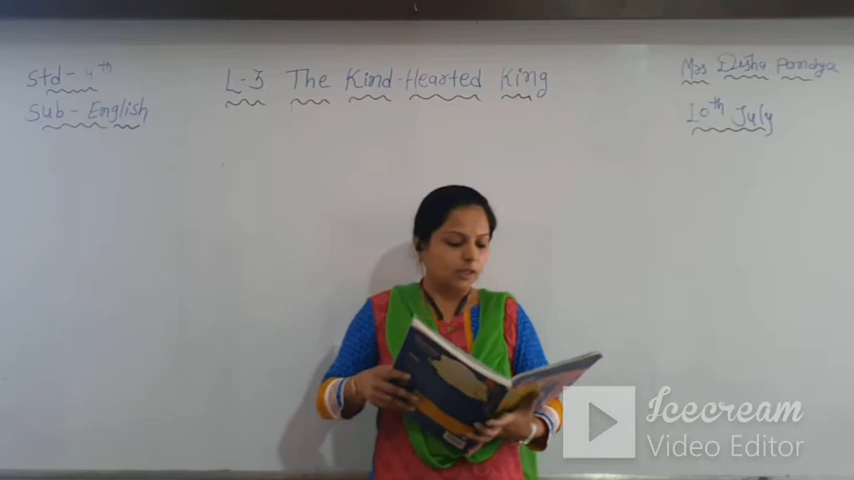 Std - 4th
Sub - English
L-3 The Kind-Hearted King
Mrs Disha Pandya
10th July
Icecream
Video Editor